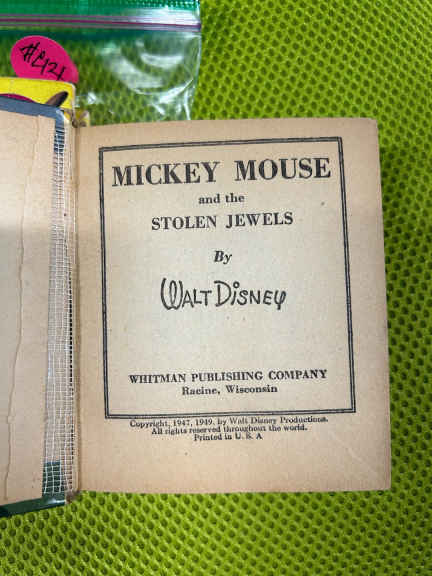 #E121
MICKEY MOUSE
and the
STOLEN JEWELS
By
WALT DISNEY
WHITMAN PUBLISHING COMPANY
Racine, Wisconsin
Copyright, 1947, 1949, by Walt Disney Productions.
All rights reserved throughout the world.
Printed in U. S. A